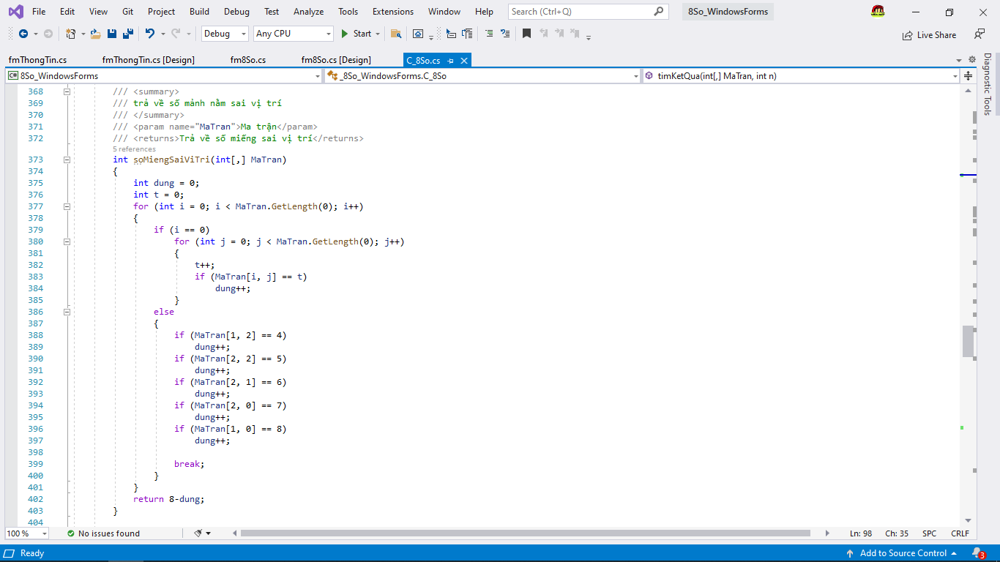 File Edit View Git Project Build Debug Test Analyze Tools Extensions Window Help Search (Ctrl+Q) 8So_WindowsForms
Debug Any CPU Start Live Share
fmThongTin.cs fmThongTin.cs [Design] fm8So.cs fm8So.cs [Design] C_8So.cs
C# 8So_WindowsForms _8So_WindowsForms.C_8So timKetQua(int[,] MaTran, int n)
Diagnostic Tools
368 /// <summary>
369 /// trả về số mảnh nằm sai vị trí
370 /// </summary>
371 /// <param name="MaTran">Ma trận</param>
372 /// <returns>Trả về số miếng sai vị trí</returns>
5 references
373 int soMiengSaiViTri(int[,] MaTran)
374 {
375 int dung = 0;
376 int t = 0;
377 for (int i = 0; i < MaTran.GetLength(0); i++)
378 {
379 if (i == 0)
380 for (int j = 0; j < MaTran.GetLength(0); j++)
381 {
382 t++;
383 if (MaTran[i, j] == t)
384 dung++;
385 }
386 else
387 {
388 if (MaTran[1, 2] == 4)
389 dung++;
390 if (MaTran[2, 2] == 5)
391 dung++;
392 if (MaTran[2, 1] == 6)
393 dung++;
394 if (MaTran[2, 0] == 7)
395 dung++;
396 if (MaTran[1, 0] == 8)
397 dung++;
398
399 break;
400 }
401 }
402 return 8-dung;
403 }
404
100 % No issues found Ln: 98 Ch: 35 SPC CRLF
Ready Add to Source Control 3